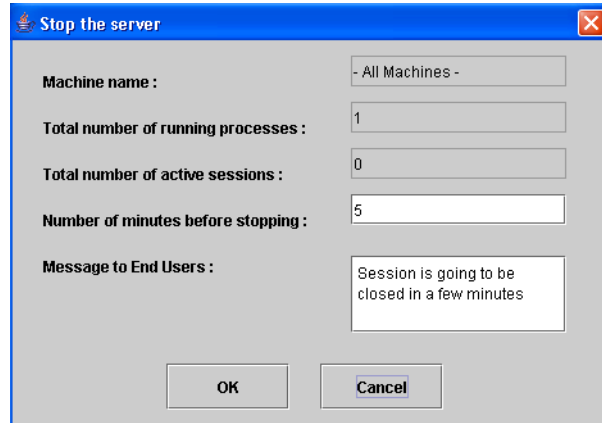 Stop the server
Machine name :
- All Machines -
Total number of running processes :
1
Total number of active sessions :
0
Number of minutes before stopping :
5
Message to End Users :
Session is going to be
closed in a few minutes
OK
Cancel